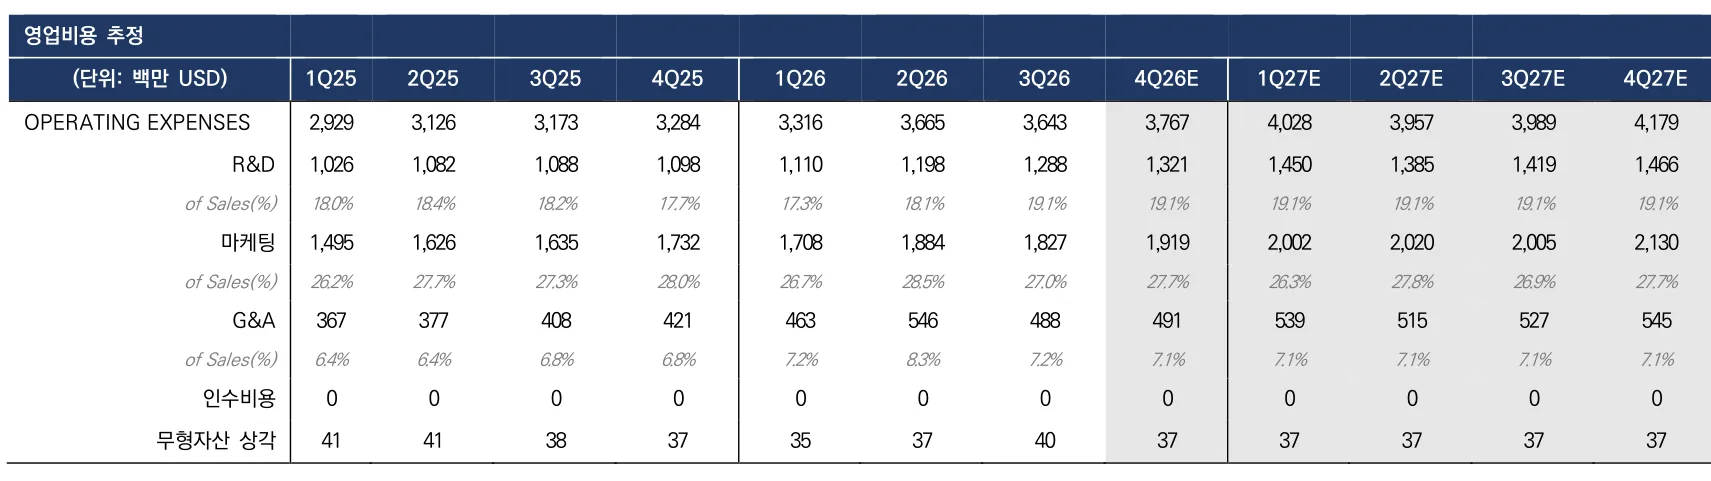 영업비용 추정
(단위: 백만 USD) 1Q25 2Q25 3Q25 4Q25 1Q26 2Q26 3Q26 4Q26E 1Q27E 2Q27E 3Q27E 4Q27E
OPERATING EXPENSES 2,929 3,126 3,173 3,284 3,316 3,665 3,643 3,767 4,028 3,957 3,989 4,179
R&D 1,026 1,082 1,088 1,098 1,110 1,198 1,288 1,321 1,450 1,385 1,419 1,466
of Sales(%) 18.0% 18.4% 18.2% 17.7% 17.3% 18.1% 19.1% 19.1% 19.1% 19.1% 19.1% 19.1%
마케팅 1,495 1,626 1,635 1,732 1,708 1,884 1,827 1,919 2,002 2,020 2,005 2,130
of Sales(%) 26.2% 27.7% 27.3% 28.0% 26.7% 28.5% 27.0% 27.7% 26.3% 27.8% 26.9% 27.7%
G&A 367 377 408 421 463 546 488 491 539 515 527 545
of Sales(%) 6.4% 6.4% 6.8% 6.8% 7.2% 8.3% 7.2% 7.1% 7.1% 7.1% 7.1% 7.1%
인수비용 0 0 0 0 0 0 0 0 0 0 0 0
무형자산 상각 41 41 38 37 35 37 40 37 37 37 37 37